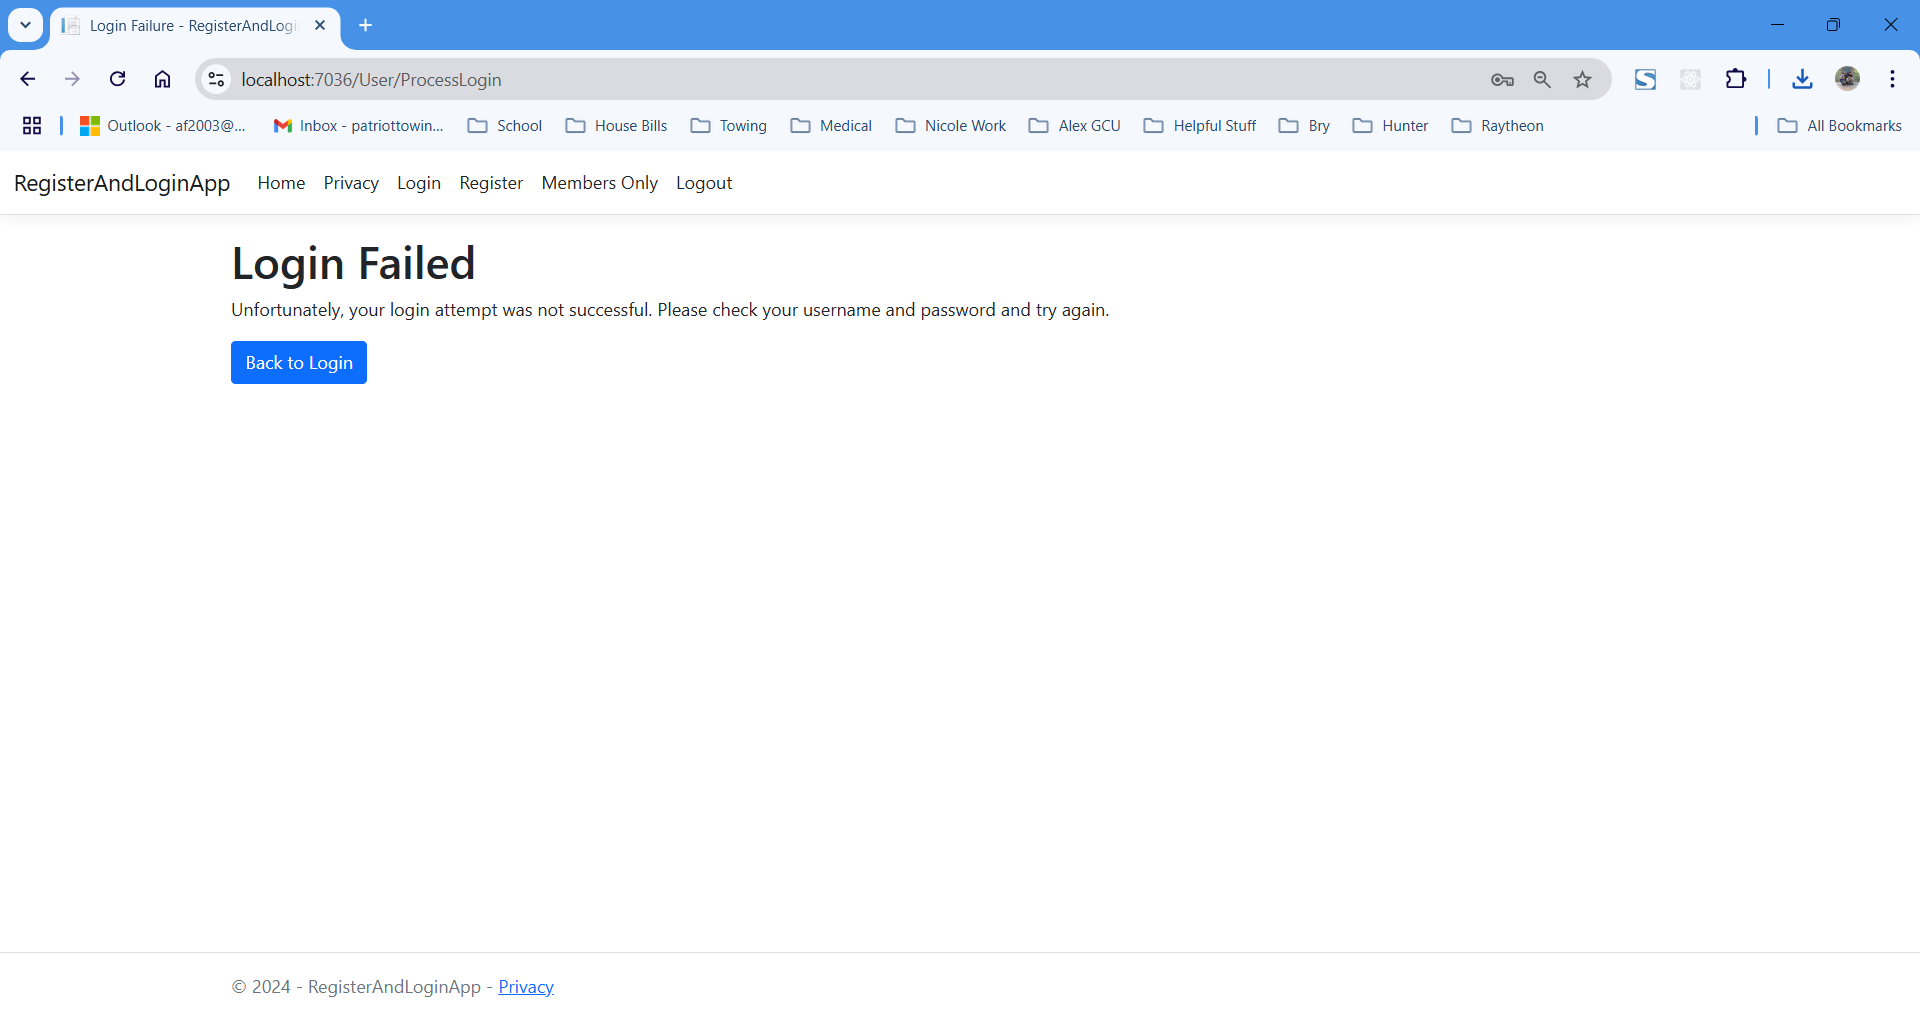 Login Failure - RegisterAndLogi
localhost:7036/User/ProcessLogin
Outlook - af2003@... Inbox - patriottowin... School House Bills Towing Medical Nicole Work Alex GCU Helpful Stuff Bry Hunter Raytheon All Bookmarks
RegisterAndLoginApp Home Privacy Login Register Members Only Logout
Login Failed
Unfortunately, your login attempt was not successful. Please check your username and password and try again.
Back to Login
© 2024 - RegisterAndLoginApp - Privacy